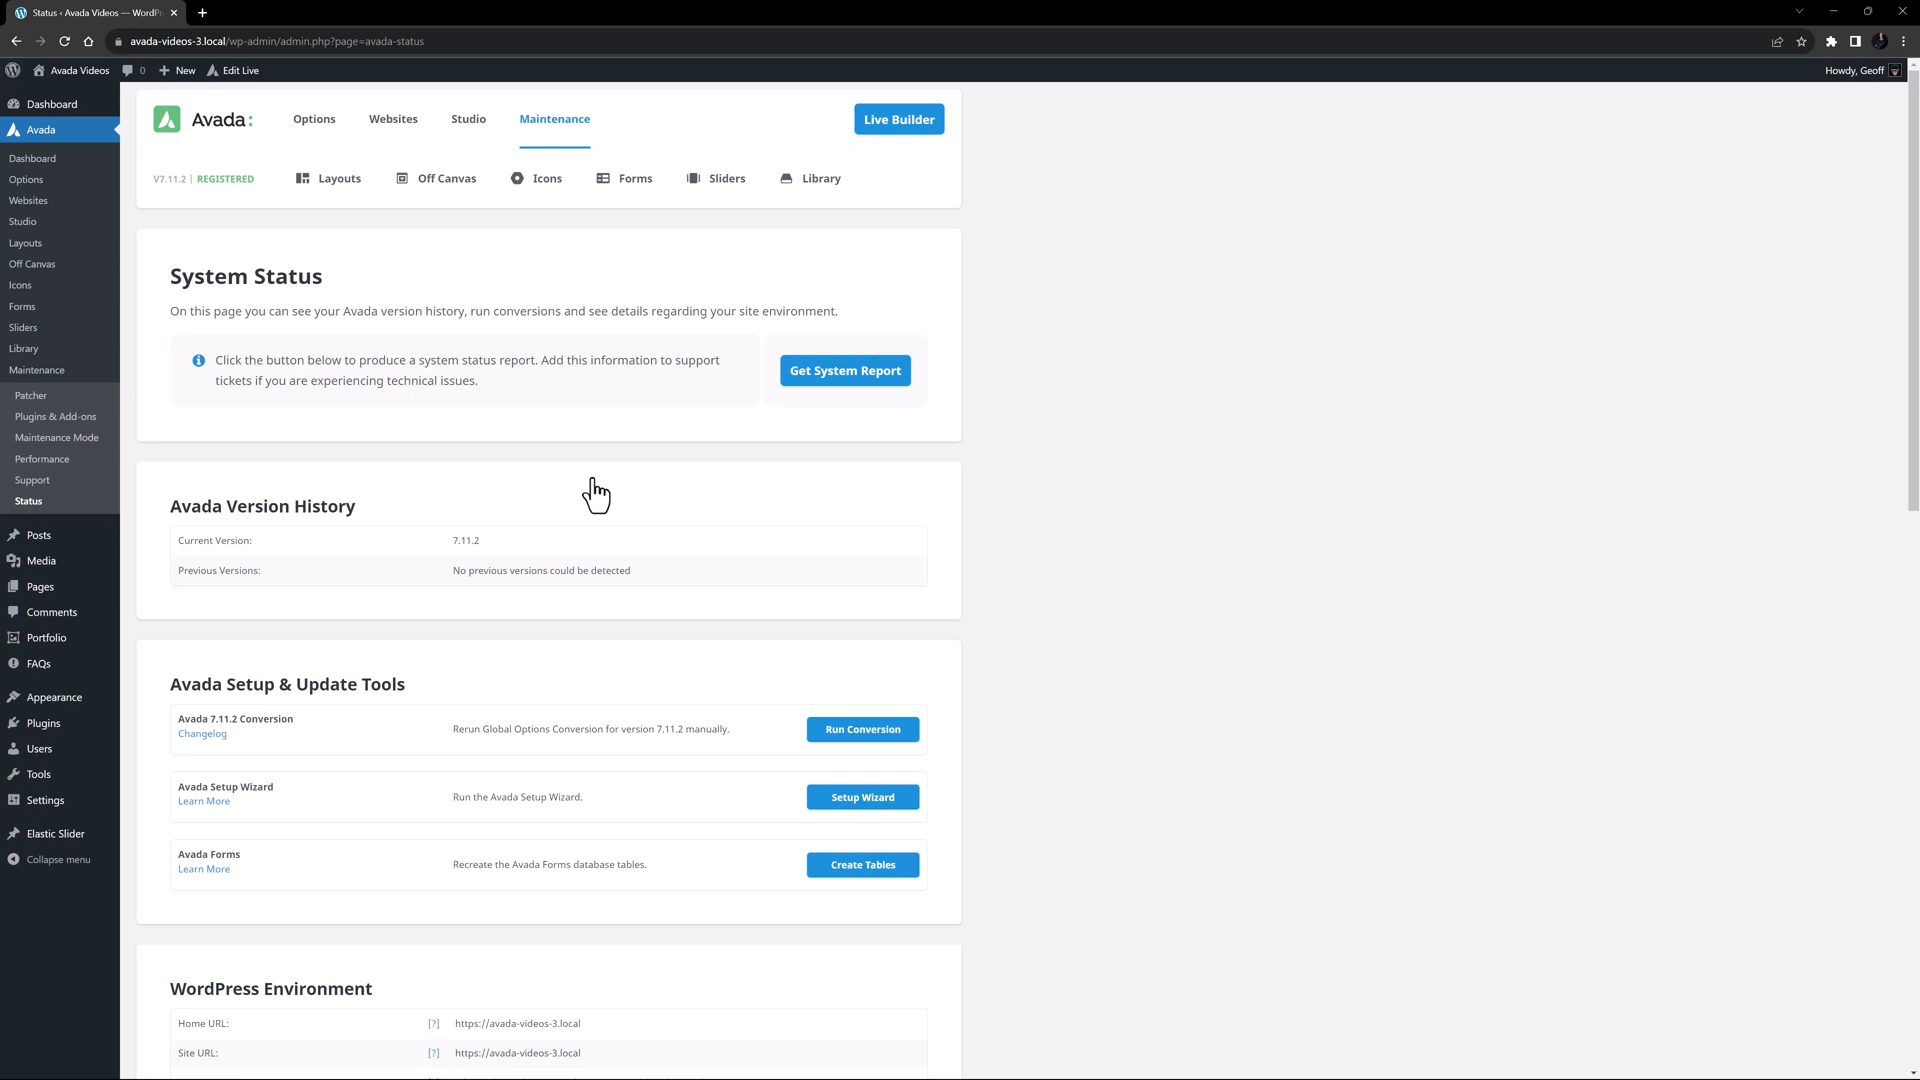 Status ‹ Avada Videos — WordPr
avada-videos-3.local/wp-admin/admin.php?page=avada-status
Avada Videos
0
New
Edit Live
Howdy, Geoff
Dashboard
Avada
Dashboard
Options
Websites
Studio
Layouts
Off Canvas
Icons
Forms
Sliders
Library
Maintenance
Patcher
Plugins & Add-ons
Maintenance Mode
Performance
Support
Status
Posts
Media
Pages
Comments
Portfolio
FAQs
Appearance
Plugins
Users
Tools
Settings
Elastic Slider
Collapse menu
Avada:
Options
Websites
Studio
Maintenance
Live Builder
V7.11.2 | REGISTERED
Layouts
Off Canvas
Icons
Forms
Sliders
Library
System Status
On this page you can see your Avada version history, run conversions and see details regarding your site environment.
Click the button below to produce a system status report. Add this information to support
tickets if you are experiencing technical issues.
Get System Report
Avada Version History
Current Version: 7.11.2
Previous Versions: No previous versions could be detected
Avada Setup & Update Tools
Avada 7.11.2 Conversion
Changelog
Rerun Global Options Conversion for version 7.11.2 manually.
Run Conversion
Avada Setup Wizard
Learn More
Run the Avada Setup Wizard.
Setup Wizard
Avada Forms
Learn More
Recreate the Avada Forms database tables.
Create Tables
WordPress Environment
Home URL: [?] https://avada-videos-3.local
Site URL: [?] https://avada-videos-3.local